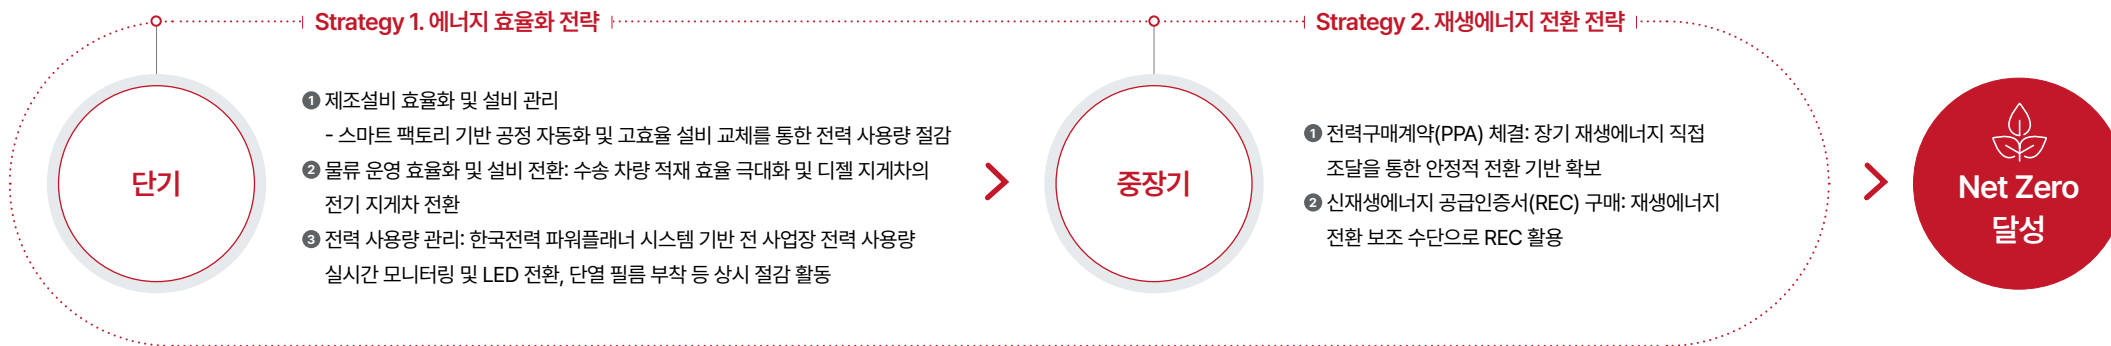 Strategy 1. 에너지 효율화 전략
단기
❶ 제조설비 효율화 및 설비 관리
- 스마트 팩토리 기반 공정 자동화 및 고효율 설비 교체를 통한 전력 사용량 절감
❷ 물류 운영 효율화 및 설비 전환: 수송 차량 적재 효율 극대화 및 디젤 지게차의
전기 지게차 전환
❸ 전력 사용량 관리: 한국전력 파워플래너 시스템 기반 전 사업장 전력 사용량
실시간 모니터링 및 LED 전환, 단열 필름 부착 등 상시 절감 활동
Strategy 2. 재생에너지 전환 전략
중장기
❶ 전력구매계약(PPA) 체결: 장기 재생에너지 직접
조달을 통한 안정적 전환 기반 확보
❷ 신재생에너지 공급인증서(REC) 구매: 재생에너지
전환 보조 수단으로 REC 활용
Net Zero
달성